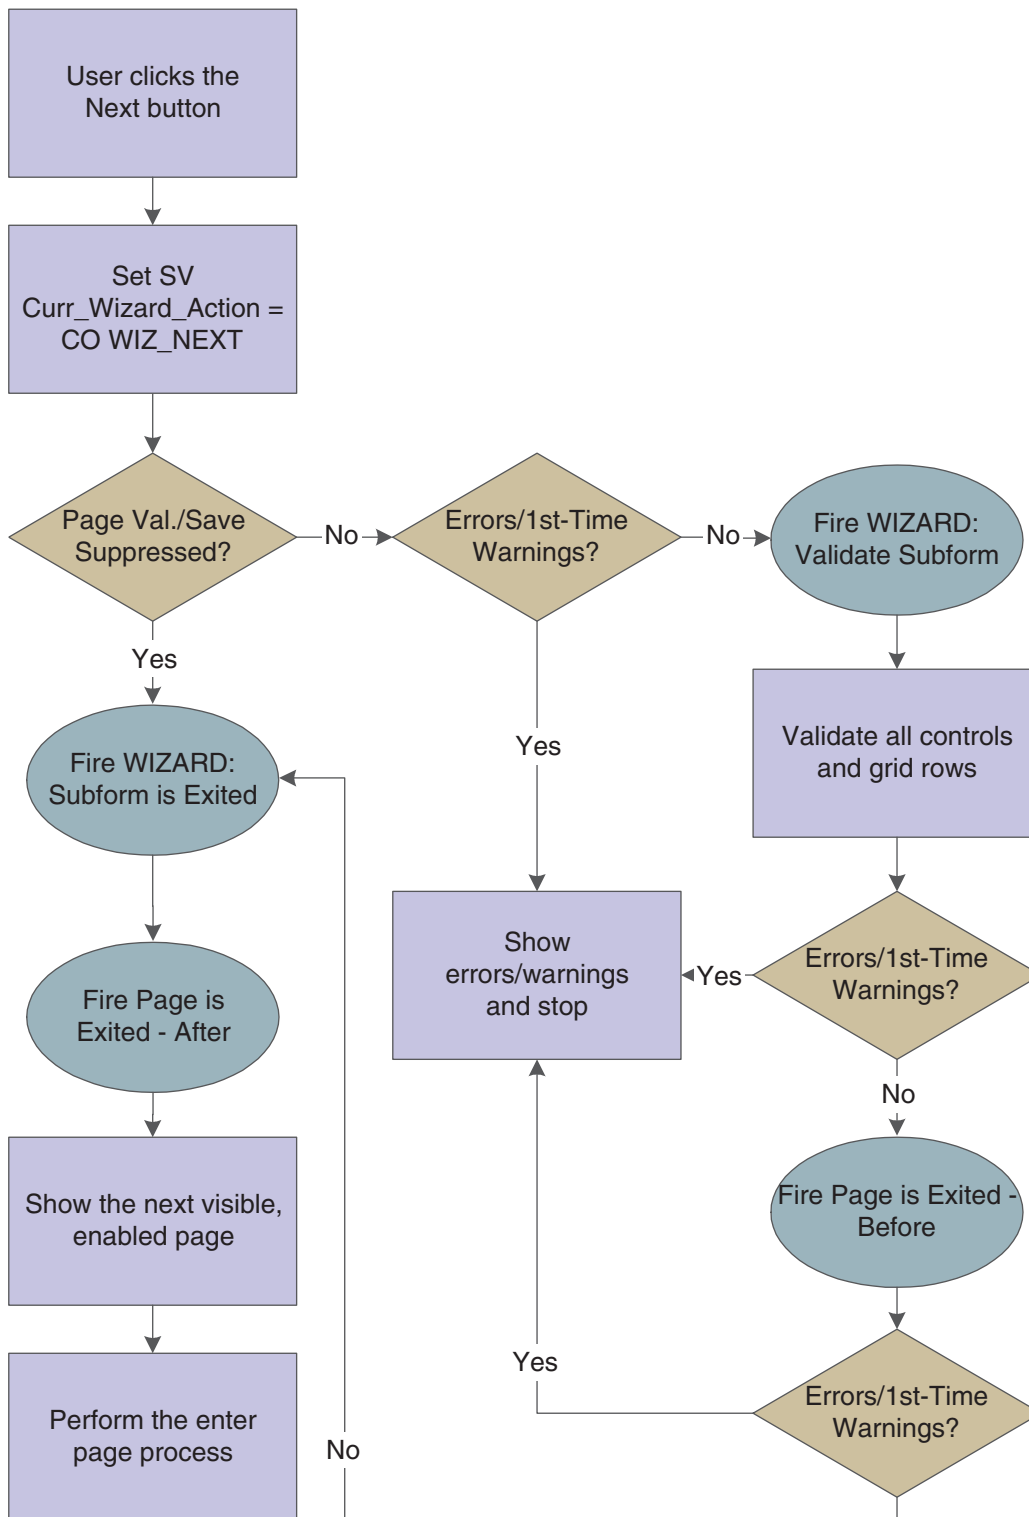 User clicks the
Next button
Set SV
Curr_Wizard_Action =
CO WIZ_NEXT
Page Val./Save
Suppressed?
No
Errors/1st-Time
Warnings?
No
Fire WIZARD:
Validate Subform
Yes
Yes
Fire WIZARD:
Subform is Exited
Validate all controls
and grid rows
Show
errors/warnings
and stop
Yes
Errors/1st-Time
Warnings?
Fire Page is
Exited - After
No
Show the next visible,
enabled page
Fire Page is Exited -
Before
Yes
Errors/1st-Time
Warnings?
Perform the enter
page process
No